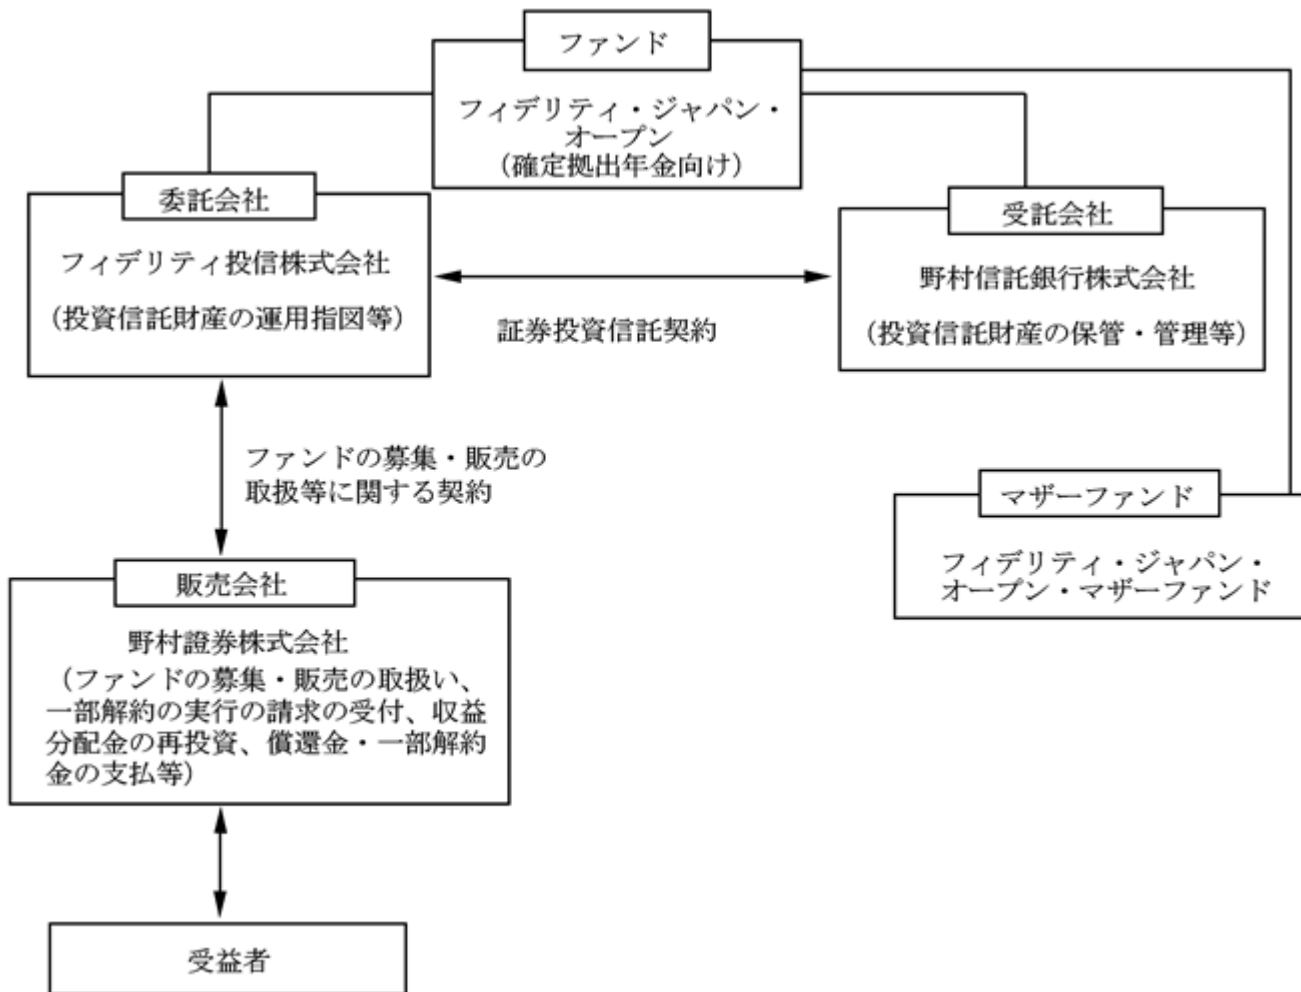 ファンド
フィデリティ・ジャパン・
オープン
（確定拠出年金向け）
委託会社
フィデリティ投信株式会社
（投資信託財産の運用指図等）
証券投資信託契約
受託会社
野村信託銀行株式会社
（投資信託財産の保管・管理等）
ファンドの募集・販売の
取扱等に関する契約
マザーファンド
フィデリティ・ジャパン・
オープン・マザーファンド
販売会社
野村證券株式会社
（ファンドの募集・販売の取扱い、
一部解約の実行の請求の受付、収益
分配金の再投資、償還金・一部解約
金の支払等）
受益者